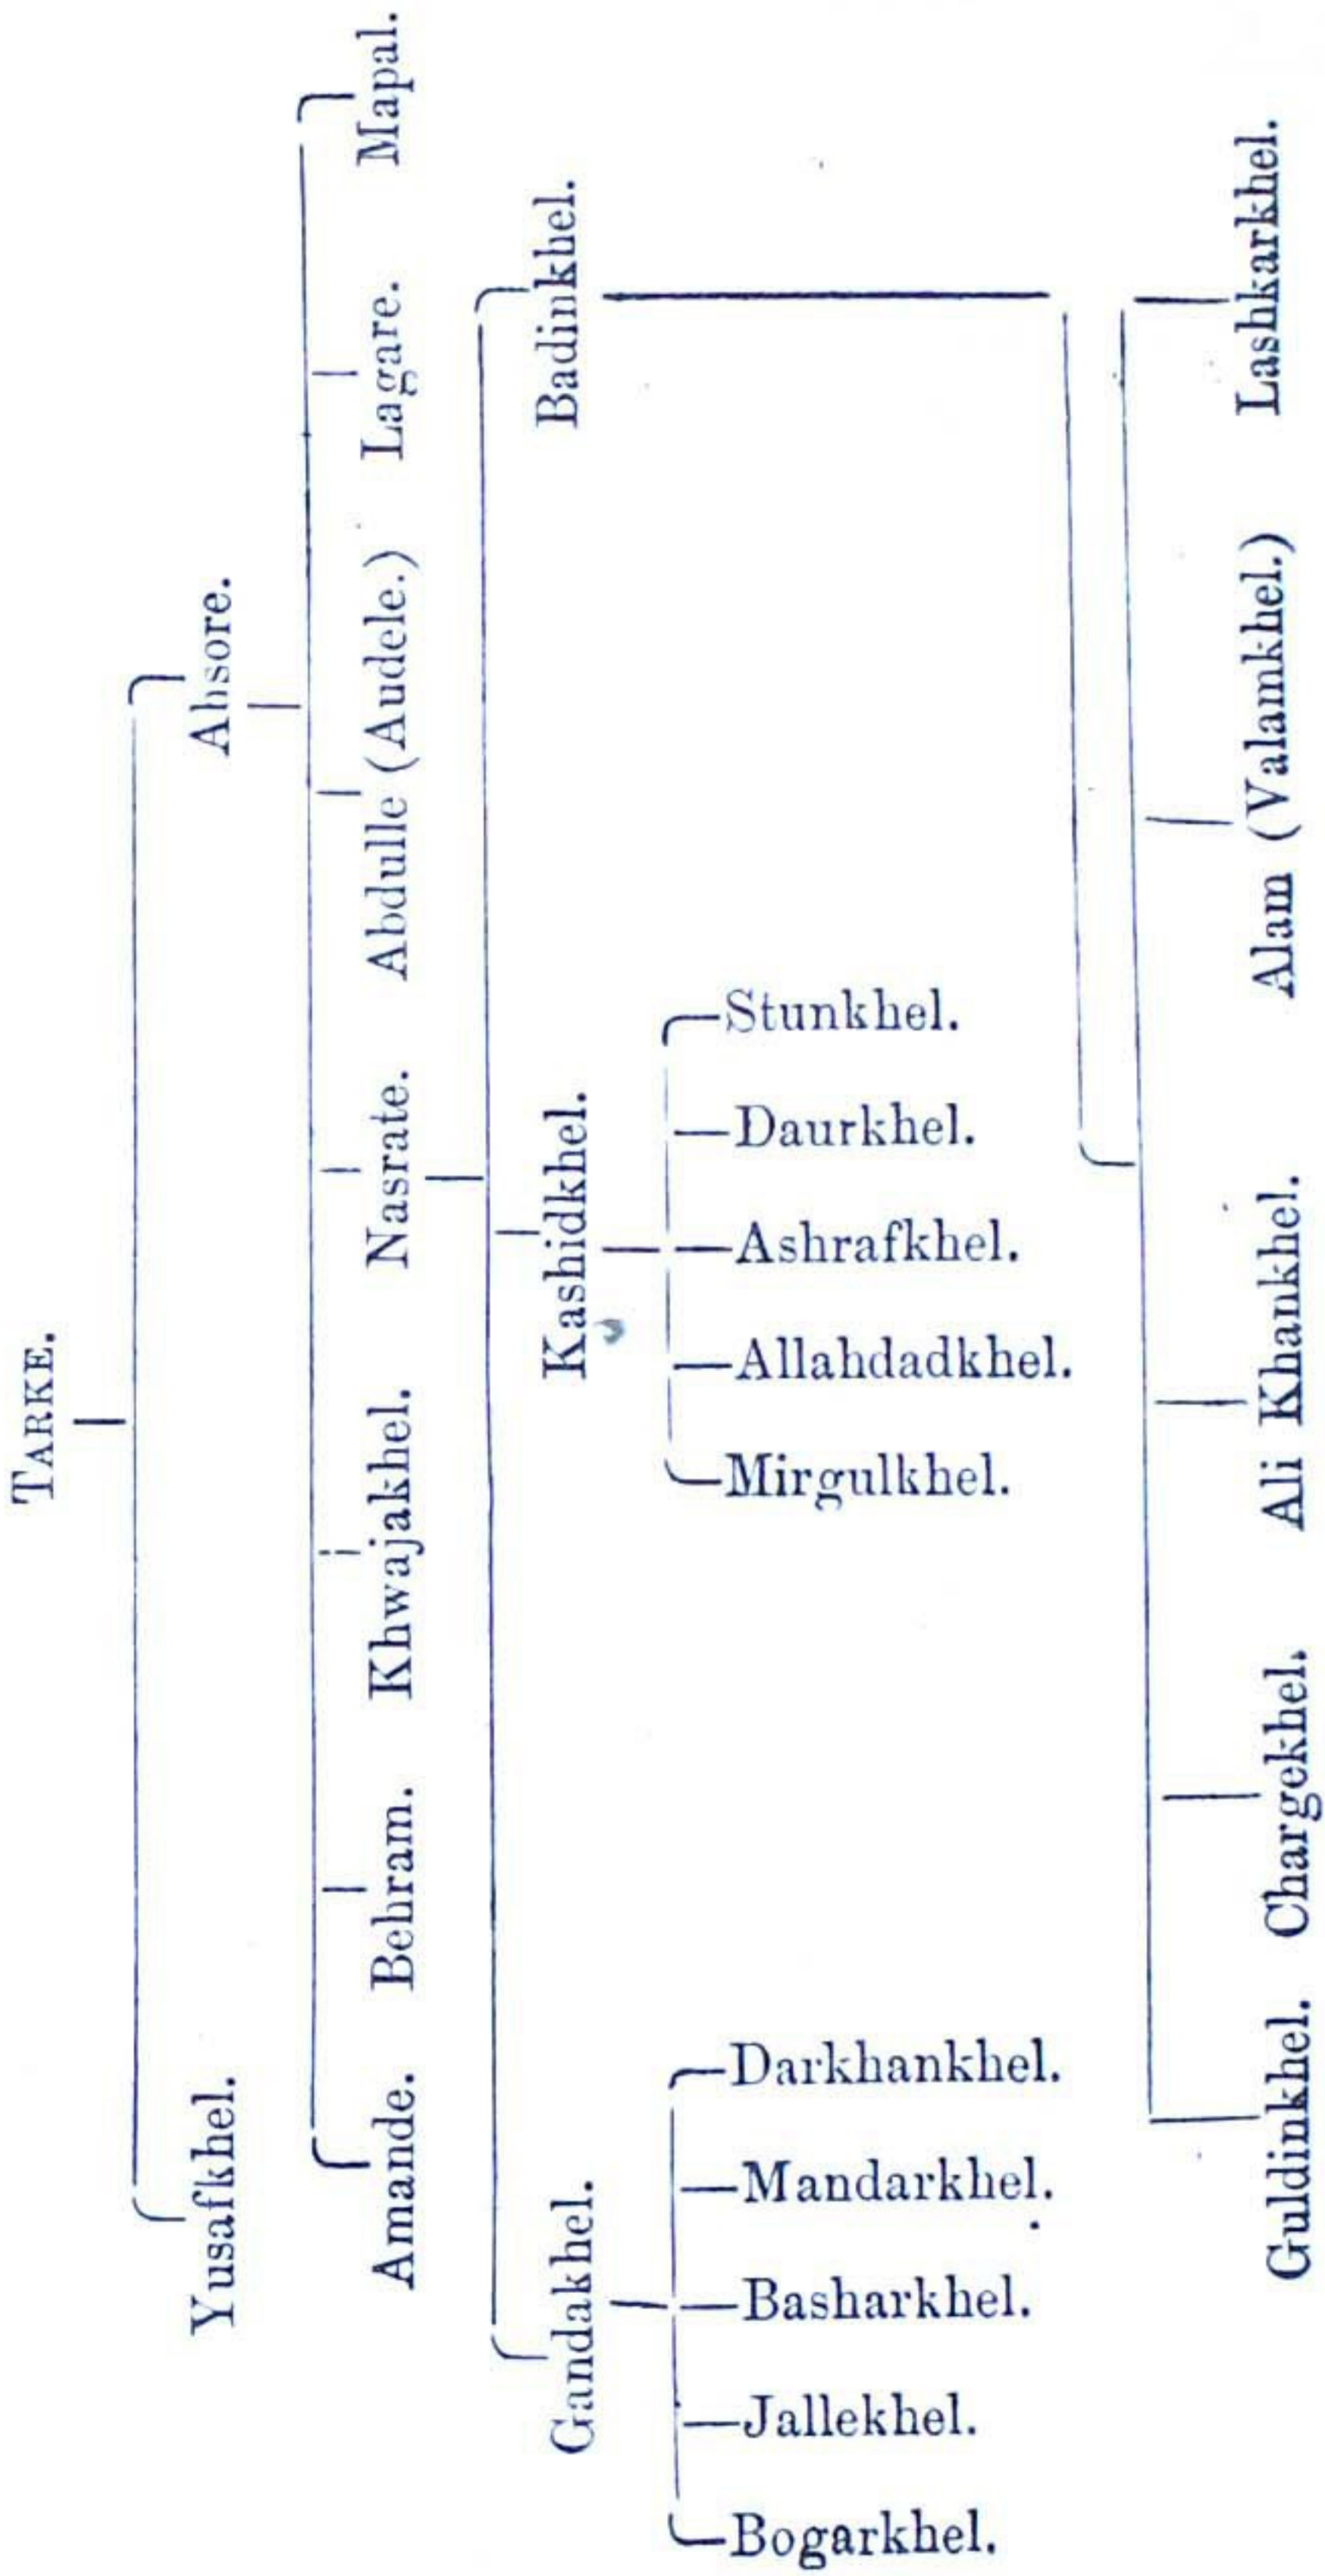 TARKE.
Yusafkhel. Absore.
Amande. Behram. Khwajakhel. Nasrate. Abdulle (Audele.) Lagare. Mapal.
Gandakhel. Kashidkhel. Badinkhel.
Bogarkhel.
Jallekhel.
Basharkhel.
Mandarkhel.
Darkhankhel.
Mirgulkhel.
Allahdadkhel.
Ashrafkhel.
Daurkhel.
Stunkhel.
Guldinkhel. Chargekhel. Ali Khankhel. Alam (Valamkhel.) Lashkarkhel.